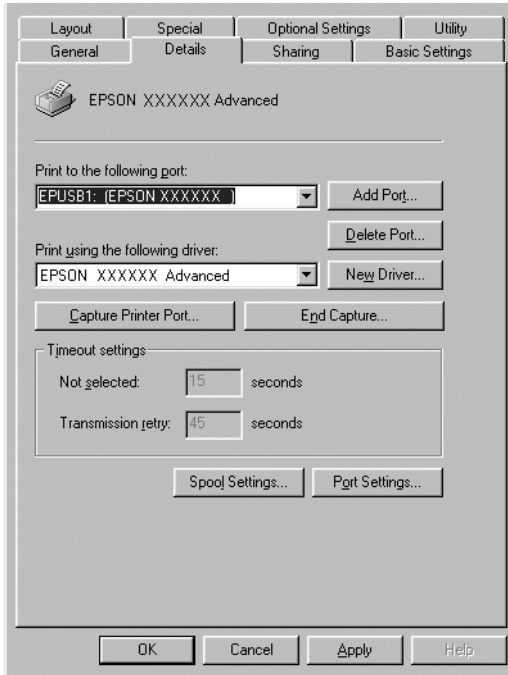 Layout Special Optional Settings Utility
General Details Sharing Basic Settings
EPSON XXXXXX Advanced
Print to the following port:
EPUSB1: (EPSON XXXXXX ) Add Port...
Delete Port...
Print using the following driver:
EPSON XXXXXX Advanced New Driver...
Capture Printer Port... End Capture...
Timeout settings
Not selected: 15 seconds
Transmission retry: 45 seconds
Spool Settings... Port Settings...
OK Cancel Apply Help